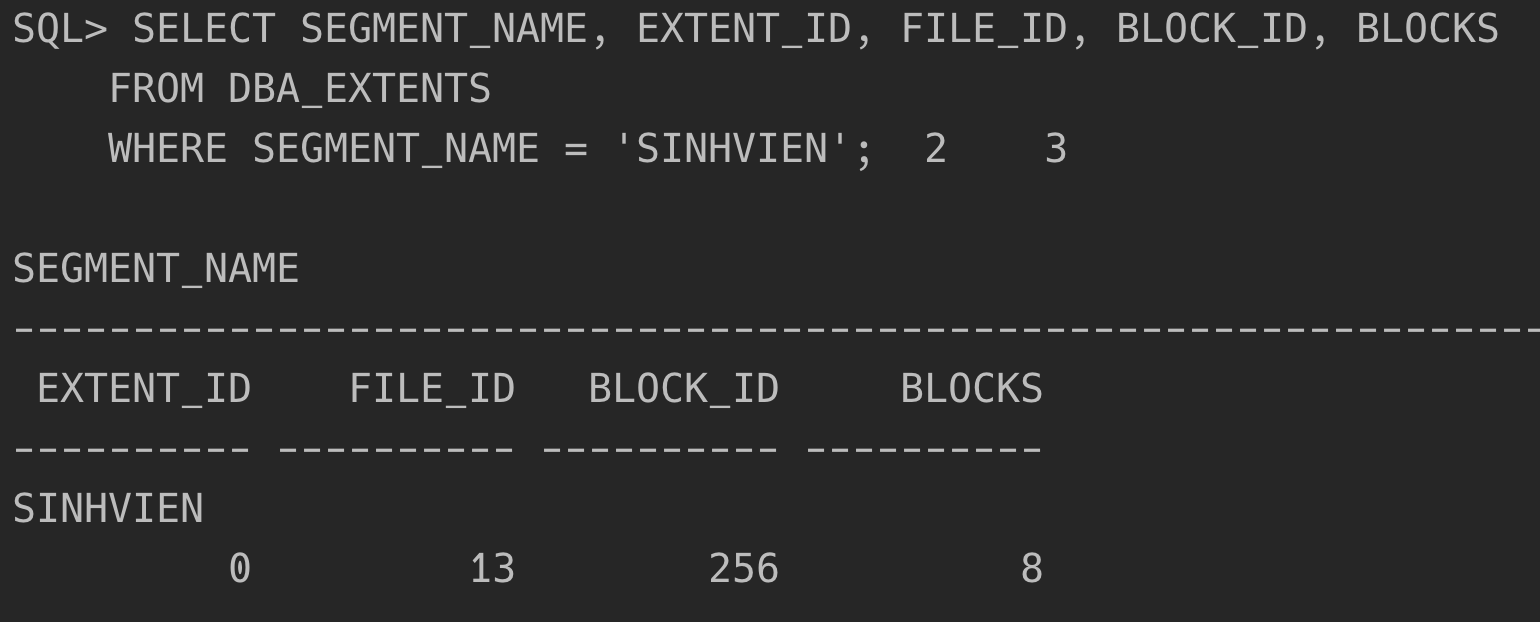 SQL> SELECT SEGMENT_NAME, EXTENT_ID, FILE_ID, BLOCK_ID, BLOCKS
    FROM DBA_EXTENTS
    WHERE SEGMENT_NAME = 'SINHVIEN';  2    3
SEGMENT_NAME
----------------------------------------------------------------
 EXTENT_ID    FILE_ID   BLOCK_ID     BLOCKS
---------- ---------- ---------- ----------
SINHVIEN
         0         13        256          8